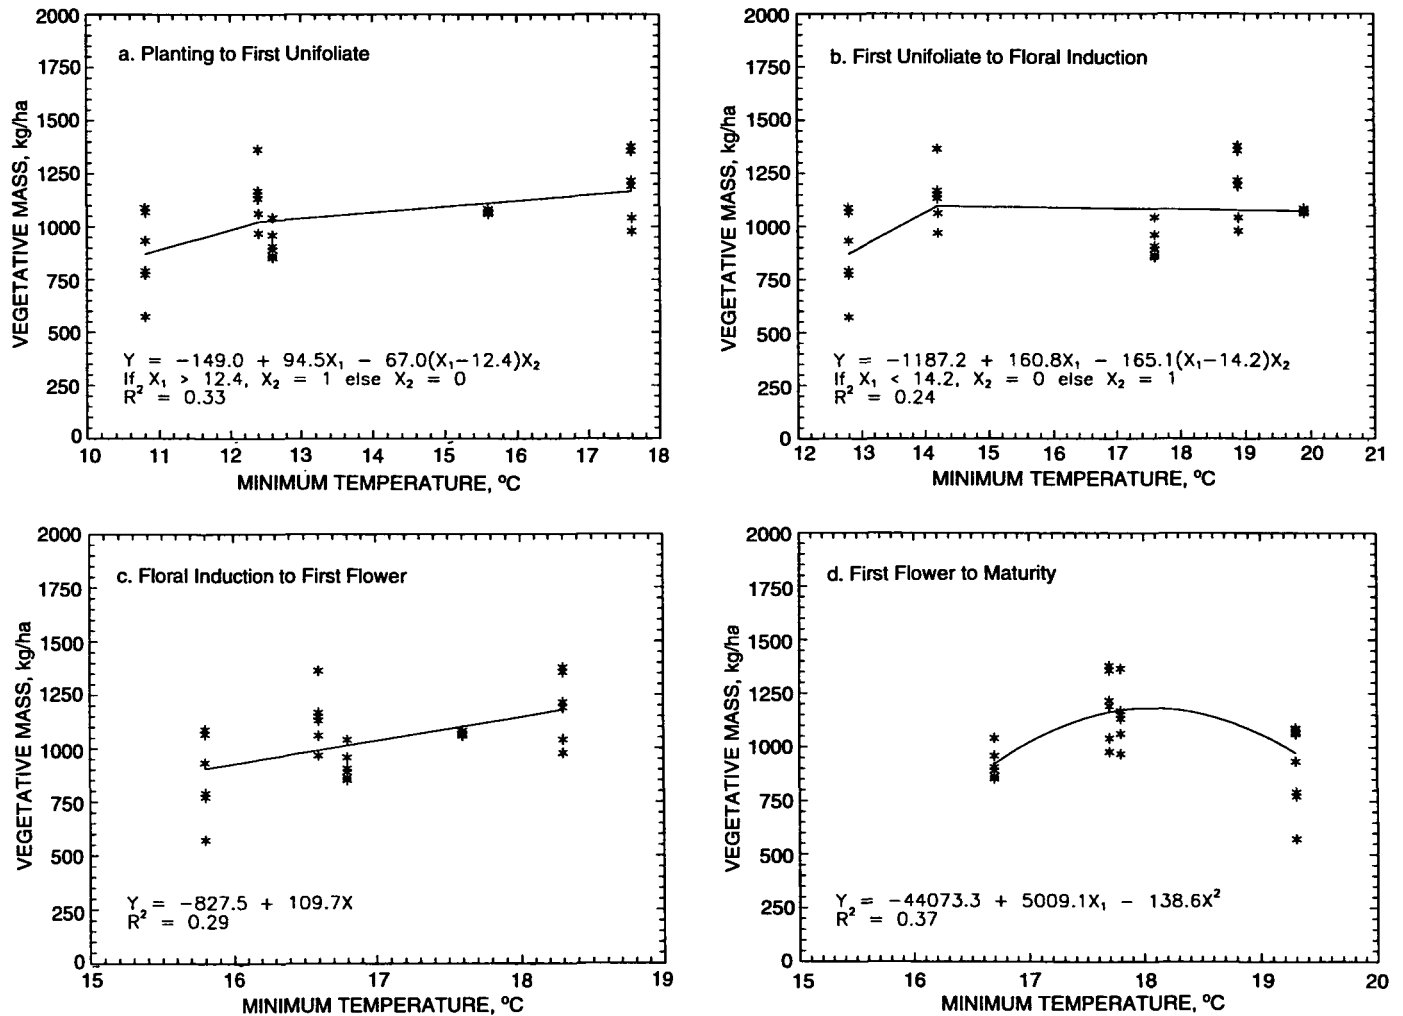 2000
1750
1500
1250
1000
750
500
250
0
VEGETATIVE MASS, kg/ha
a. Planting to First Unifoliate
Y = −149.0 + 94.5X₁ − 67.0(X₁−12.4)X₂
If X₁ > 12.4, X₂ = 1 else X₂ = 0
R² = 0.33
10 11 12 13 14 15 16 17 18
MINIMUM TEMPERATURE, ºC
2000
1750
1500
1250
1000
750
500
250
0
VEGETATIVE MASS, kg/ha
b. First Unifoliate to Floral Induction
Y = −1187.2 + 160.8X₁ − 165.1(X₁−14.2)X₂
If X₁ < 14.2, X₂ = 0 else X₂ = 1
R² = 0.24
12 13 14 15 16 17 18 19 20 21
MINIMUM TEMPERATURE, ºC
2000
1750
1500
1250
1000
750
500
250
0
VEGETATIVE MASS, kg/ha
c. Floral Induction to First Flower
Y = −827.5 + 109.7X
R² = 0.29
15 16 17 18 19
MINIMUM TEMPERATURE, ºC
2000
1750
1500
1250
1000
750
500
250
0
VEGETATIVE MASS, kg/ha
d. First Flower to Maturity
Y = −44073.3 + 5009.1X₁ − 138.6X²
R² = 0.37
15 16 17 18 19 20
MINIMUM TEMPERATURE, ºC